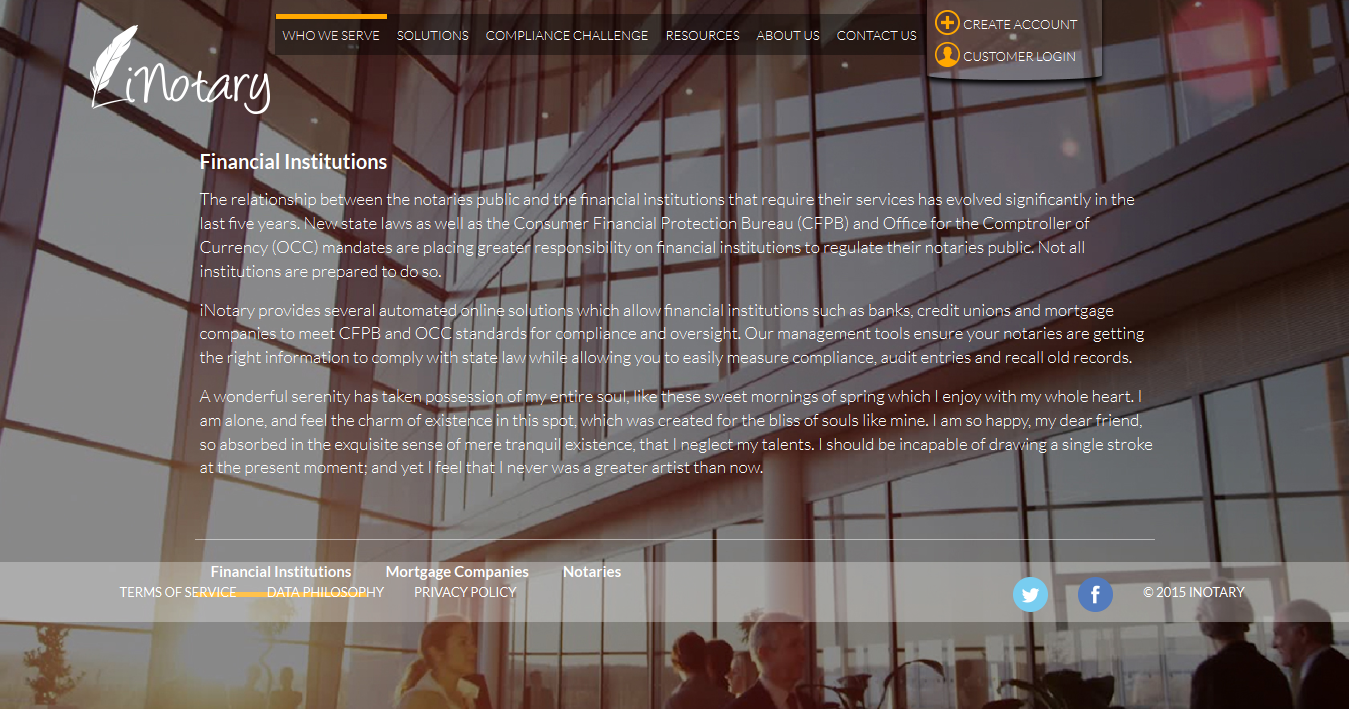 WHO WE SERVE SOLUTIONS COMPLIANCE CHALLENGE RESOURCES ABOUT US CONTACT US
CREATE ACCOUNT
CUSTOMER LOGIN
iNotary
Financial Institutions
The relationship between the notaries public and the financial institutions that require their services has evolved significantly in the
last five years. New state laws as well as the Consumer Financial Protection Bureau (CFPB) and Office for the Comptroller of
Currency (OCC) mandates are placing greater responsibility on financial institutions to regulate their notaries public. Not all
institutions are prepared to do so.
iNotary provides several automated online solutions which allow financial institutions such as banks, credit unions and mortgage
companies to meet CFPB and OCC standards for compliance and oversight. Our management tools ensure your notaries are getting
the right information to comply with state law while allowing you to easily measure compliance, audit entries and recall old records.
A wonderful serenity has taken possession of my entire soul, like these sweet mornings of spring which I enjoy with my whole heart. I
am alone, and feel the charm of existence in this spot, which was created for the bliss of souls like mine. I am so happy, my dear friend,
so absorbed in the exquisite sense of mere tranquil existence, that I neglect my talents. I should be incapable of drawing a single stroke
at the present moment; and yet I feel that I never was a greater artist than now.
Financial Institutions Mortgage Companies Notaries
TERMS OF SERVICE DATA PHILOSOPHY PRIVACY POLICY © 2015 INOTARY